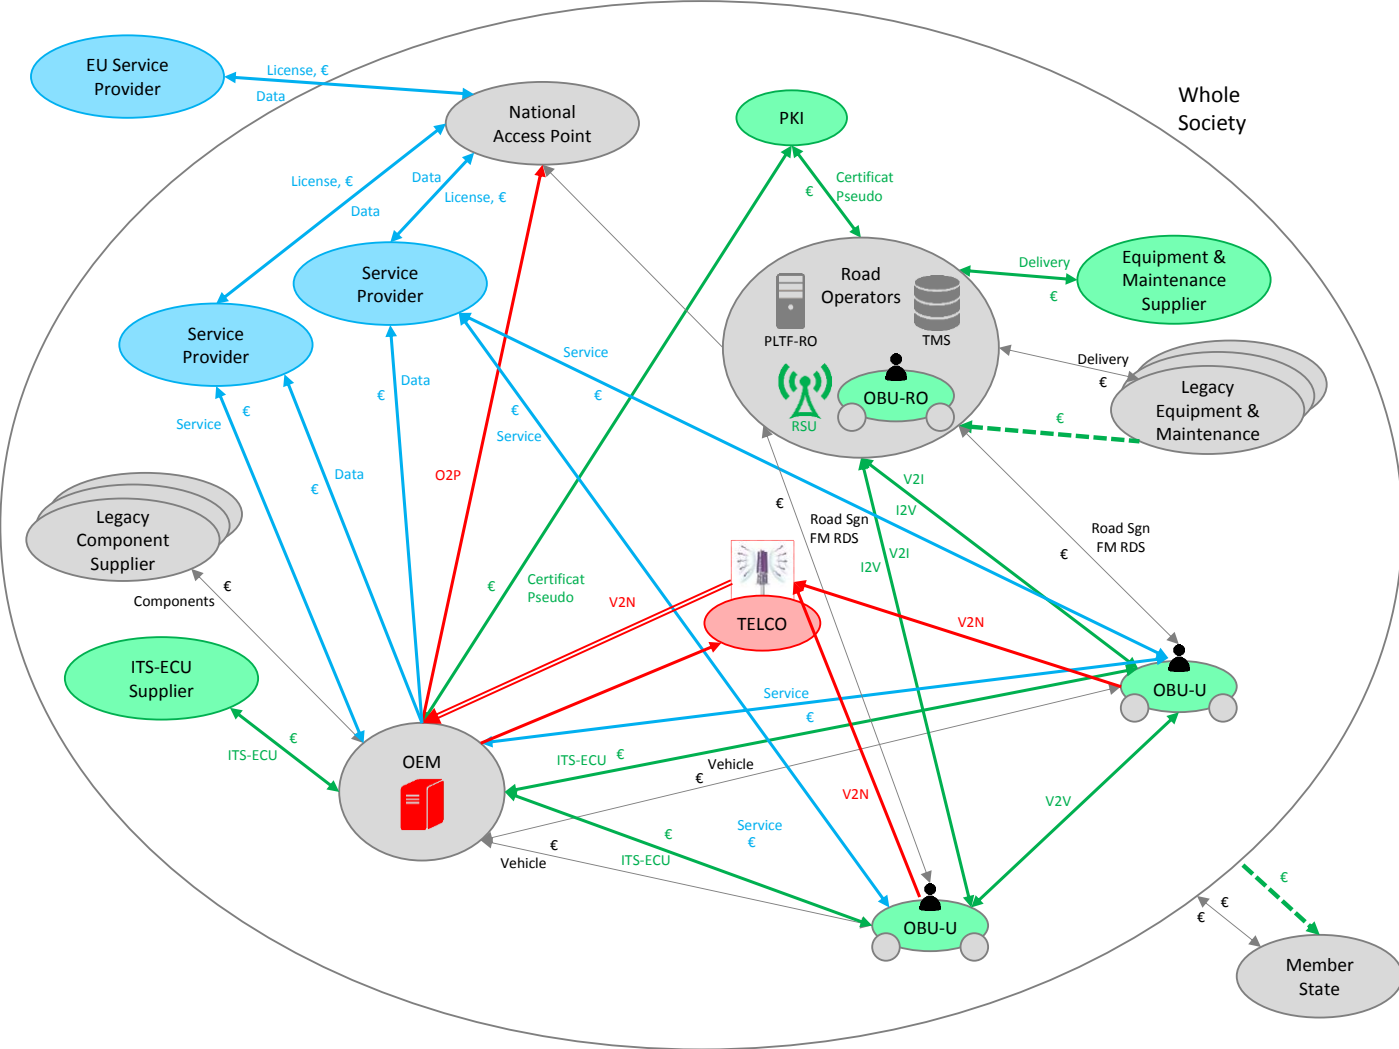 EU Service
Provider
License, €
Data
National
Access Point
PKI
Whole
Society
License, €
Data
Data
License, €
€
Certificat
Pseudo
Service
Provider
Service
Provider
Road
Operators
PLTF-RO
TMS
RSU
OBU-RO
Delivery
€
Equipment &
Maintenance
Supplier
Delivery
€
Legacy
Equipment &
Maintenance
€
Service
€
€
Data
€
Service
€
Service
O2P
Data
€
V2I
I2V
€
Road Sgn
FM RDS
V2I
I2V
Road Sgn
FM RDS
€
Legacy
Component
Supplier
€
Components
€
Certificat
Pseudo
V2N
TELCO
V2N
ITS-ECU
Supplier
€
ITS-ECU
OEM
Service
€
OBU-U
ITS-ECU
€
Vehicle
€
V2N
V2V
€
ITS-ECU
Service
€
€
Vehicle
OBU-U
€
€
€
Member
State